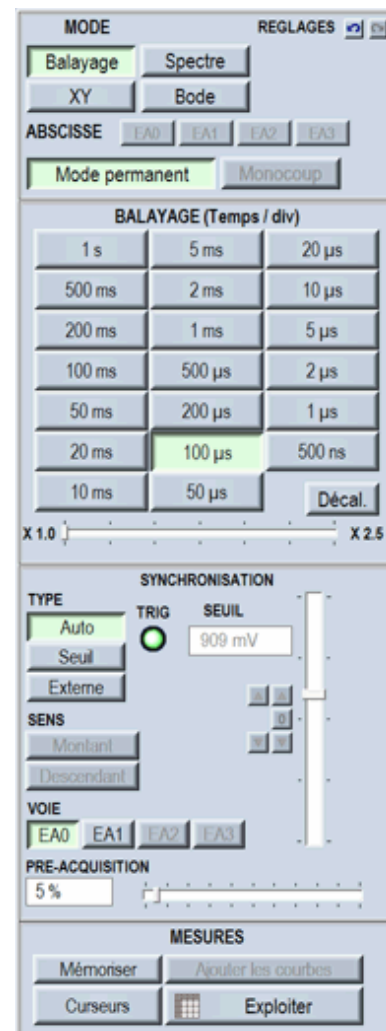 MODE REGLAGES
Balayage Spectre
XY Bode
ABSCISSE EA0 EA1 EA2 EA3
Mode permanent Monocoup
BALAYAGE (Temps / div)
1 s 5 ms 20 µs
500 ms 2 ms 10 µs
200 ms 1 ms 5 µs
100 ms 500 µs 2 µs
50 ms 200 µs 1 µs
20 ms 100 µs 500 ns
10 ms 50 µs Décal.
X 1.0 X 2.5
SYNCHRONISATION
TYPE TRIG SEUIL
Auto 909 mV
Seuil
Externe
SENS 0
Montant
Descendant
VOIE
EA0 EA1 EA2 EA3
PRE-ACQUISITION
5 %
MESURES
Mémoriser Ajouter les courbes
Curseurs Exploiter